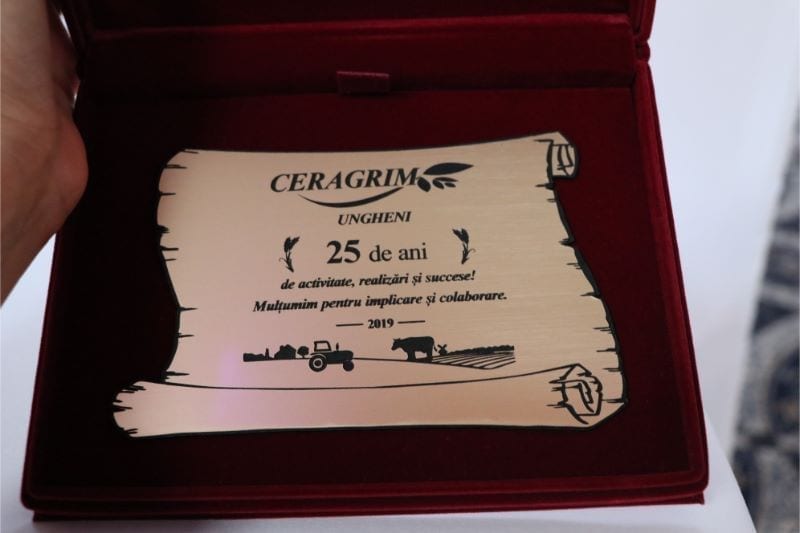 CERAGRIM
UNGHENI
25 de ani
de activitate, realizări și succese!
Mulțumim pentru implicare și colaborare.
2019